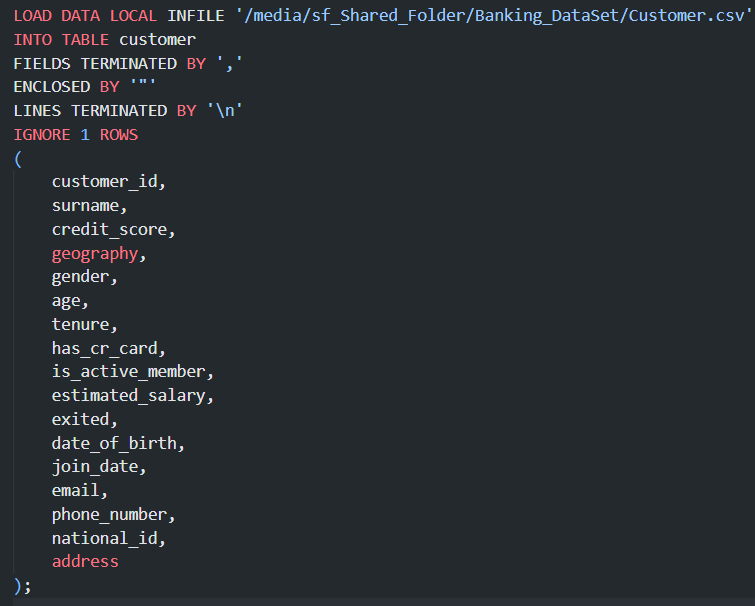 LOAD DATA LOCAL INFILE '/media/sf_Shared_Folder/Banking_DataSet/Customer.csv'
INTO TABLE customer
FIELDS TERMINATED BY ','
ENCLOSED BY '"'
LINES TERMINATED BY '\n'
IGNORE 1 ROWS
(
    customer_id,
    surname,
    credit_score,
    geography,
    gender,
    age,
    tenure,
    has_cr_card,
    is_active_member,
    estimated_salary,
    exited,
    date_of_birth,
    join_date,
    email,
    phone_number,
    national_id,
    address
);